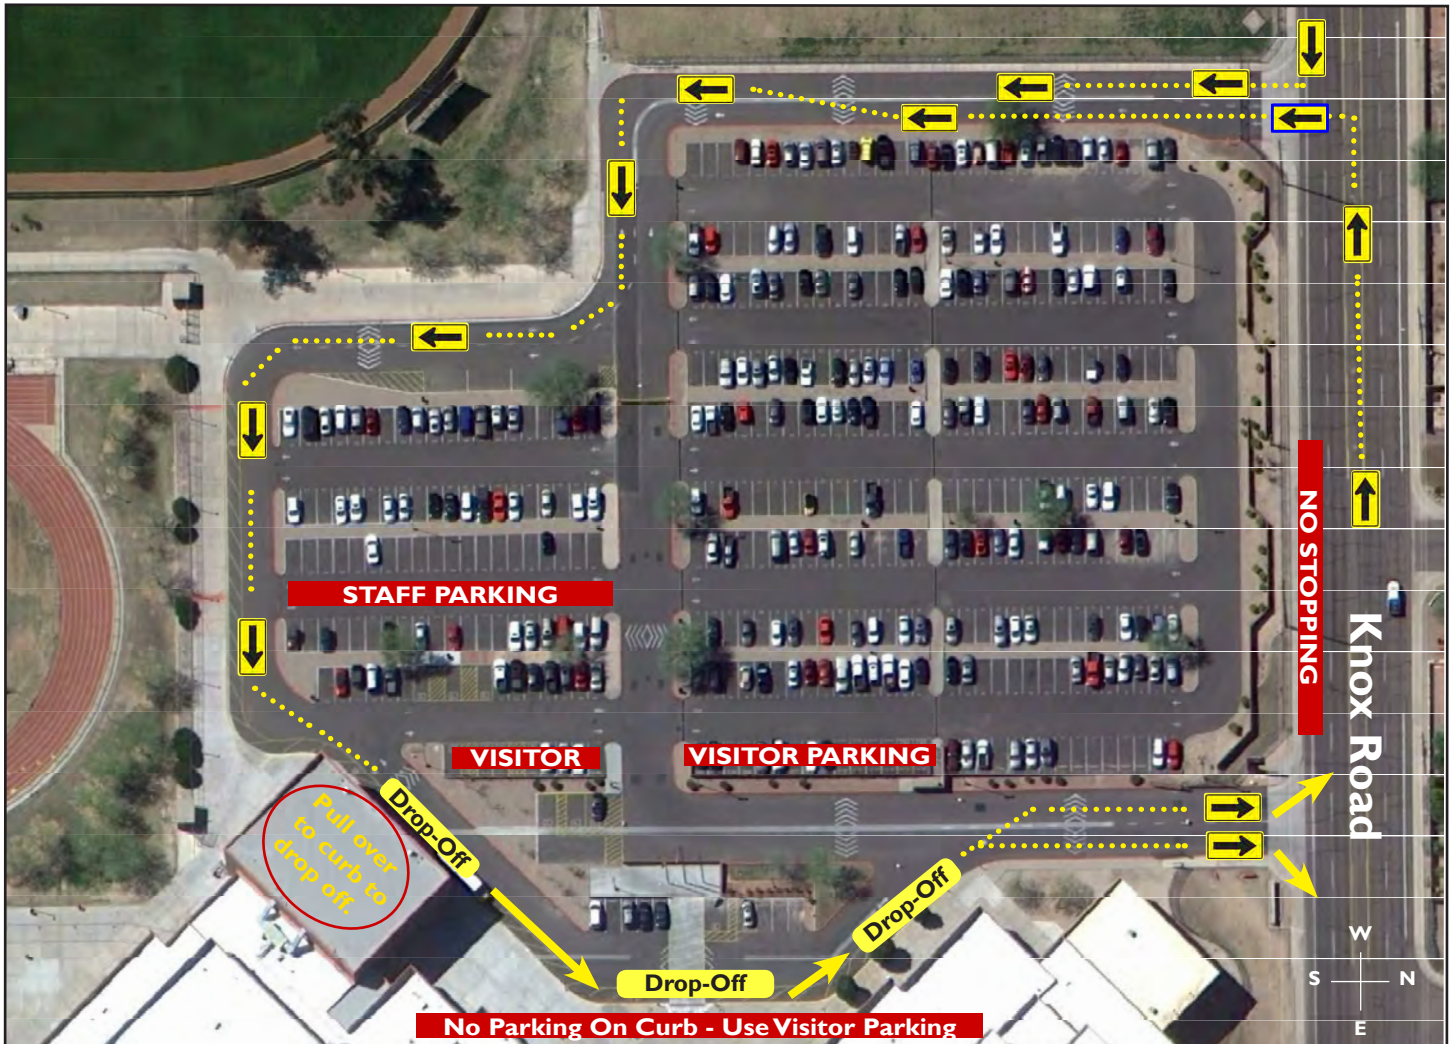 NO STOPPING
Knox Road
STAFF PARKING
VISITOR
VISITOR PARKING
Drop-Off
Pull over
to curb to
drop off.
Drop-Off
Drop-Off
No Parking On Curb - Use Visitor Parking
W
S
N
E